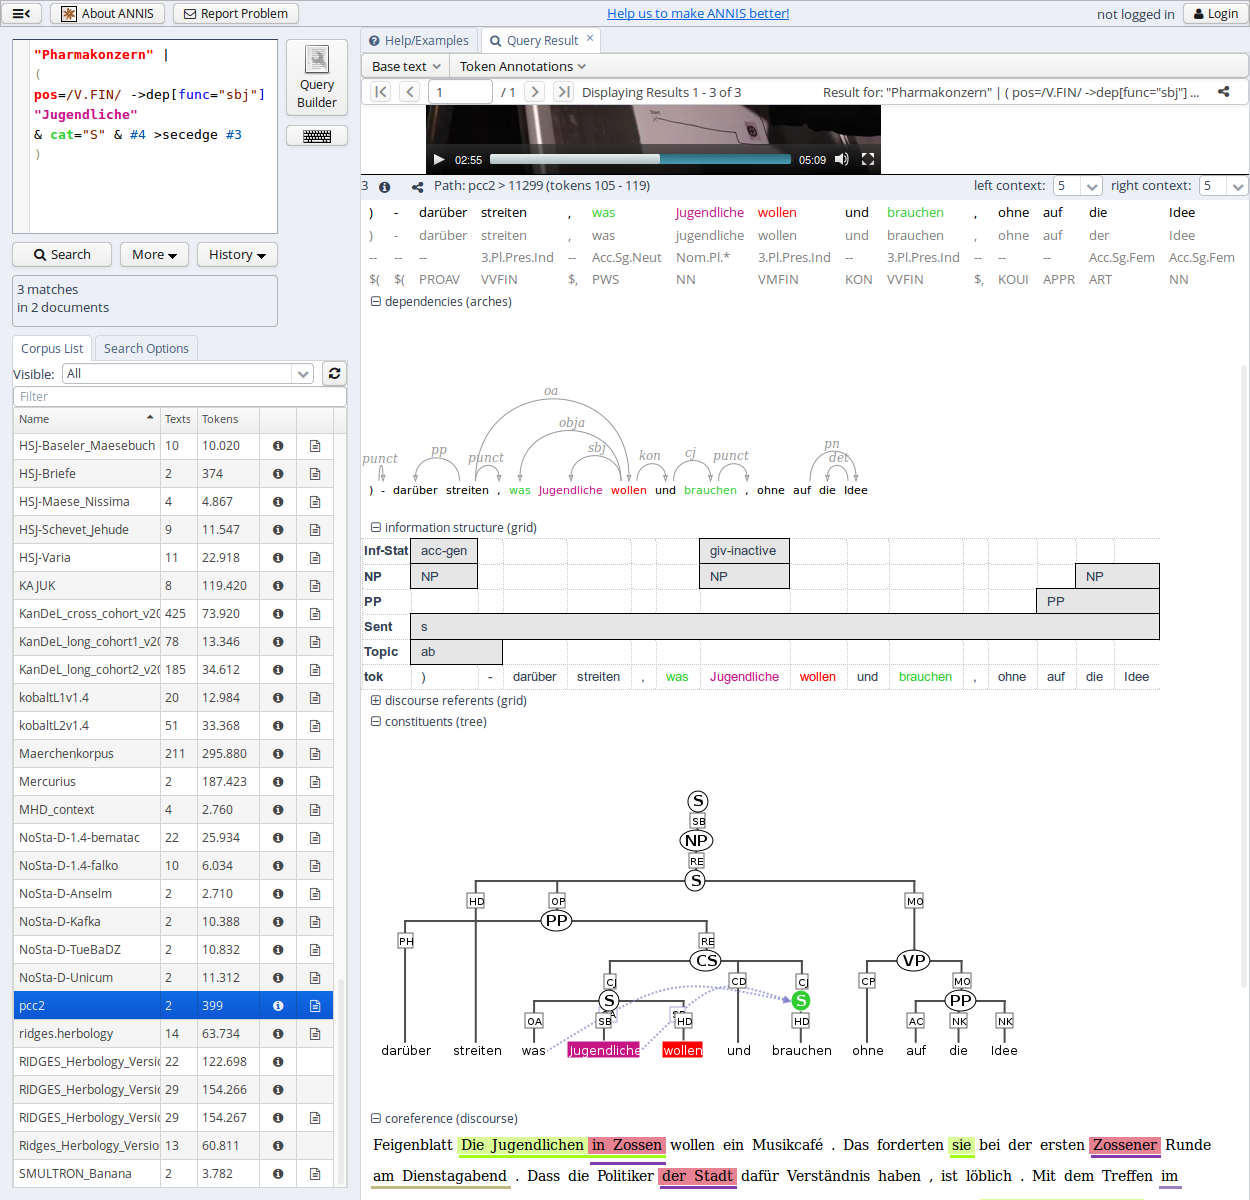 About ANNIS
Report Problem
Help us to make ANNIS better!
not logged in
Login
"Pharmakonzern" |
(
pos=/V.FIN/ ->dep[func="sbj"]
"Jugendliche"
& cat="S" & #4 >secedge #3
)
Query
Builder
Search
More
History
3 matches
in 2 documents
Corpus List
Search Options
Visible:
All
Filter
Name Texts Tokens
HSJ-Baseler_Maesebuch 10 10.020
HSJ-Briefe 2 374
HSJ-Maese_Nissima 4 4.867
HSJ-Schevet_Jehude 9 11.547
HSJ-Varia 11 22.918
KAJUK 8 119.420
KanDeL_cross_cohort_v20 425 73.920
KanDeL_long_cohort1_v20 78 13.346
KanDeL_long_cohort2_v20 185 34.612
kobaltL1v1.4 20 12.984
kobaltL2v1.4 51 33.368
Maerchenkorpus 211 295.880
Mercurius 2 187.423
MHD_context 4 2.760
NoSta-D-1.4-bematac 22 25.934
NoSta-D-1.4-falko 10 6.034
NoSta-D-Anselm 2 2.710
NoSta-D-Kafka 2 10.388
NoSta-D-TueBaDZ 2 10.832
NoSta-D-Unicum 2 11.312
pcc2 2 399
ridges.herbology 14 63.734
RIDGES_Herbology_Versio 22 122.698
RIDGES_Herbology_Versio 29 154.266
RIDGES_Herbology_Versio 29 154.267
Ridges_Herbology_Versio 13 60.811
SMULTRON_Banana 2 3.782
Help/Examples
Query Result ×
Base text
Token Annotations
1 / 1
Displaying Results 1 - 3 of 3
Result for: "Pharmakonzern" | ( pos=/V.FIN/ ->dep[func="sbj"] ...
02:55
05:09
3
Path: pcc2 > 11299 (tokens 105 - 119)
left context: 5
right context: 5
) - darüber streiten , was Jugendliche wollen und brauchen , ohne auf die Idee
) - darüber streiten , was jugendliche wollen und brauchen , ohne auf der Idee
-- -- -- 3.Pl.Pres.Ind -- Acc.Sg.Neut Nom.Pl.* 3.Pl.Pres.Ind -- 3.Pl.Pres.Ind -- -- -- Acc.Sg.Fem Acc.Sg.Fem
$( $( PROAV VVFIN $, PWS NN VMFIN KON VVFIN $, KOUI APPR ART NN
dependencies (arches)
oa
obja
sbj
punct pp punct kon cj punct pn
det
) - darüber streiten , was Jugendliche wollen und brauchen , ohne auf die Idee
information structure (grid)
Inf-Stat acc-gen giv-inactive
NP NP NP NP
PP PP
Sent s
Topic ab
tok ) - darüber streiten , was Jugendliche wollen und brauchen , ohne auf die Idee
discourse referents (grid)
constituents (tree)
S
SB
NP
RE
S
HD OP MO
PP
PH RE
CS VP
CJ CD CJ CP MO
S S PP
OA SB HD HD AC NK NK
darüber streiten was Jugendliche wollen und brauchen ohne auf die Idee
coreference (discourse)
Feigenblatt Die Jugendlichen in Zossen wollen ein Musikcafé . Das forderten sie bei der ersten Zossener Runde
am Dienstagabend . Dass die Politiker der Stadt dafür Verständnis haben , ist löblich . Mit dem Treffen im